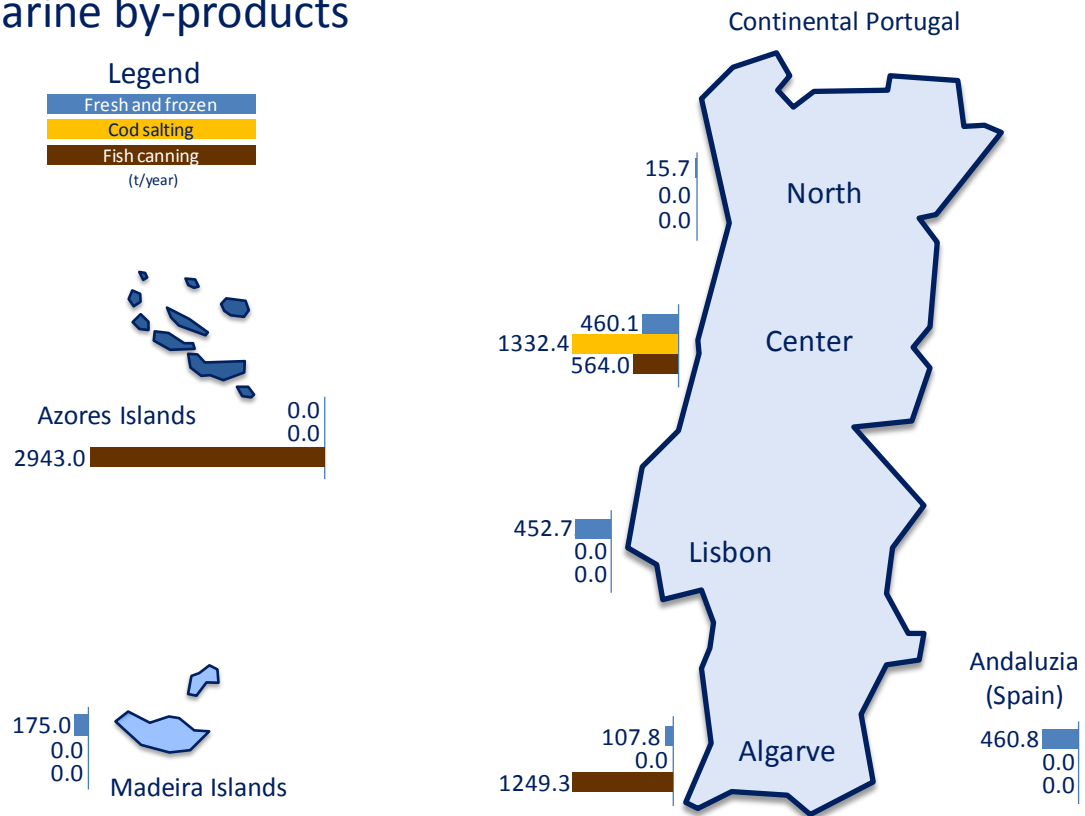 arine by-products
Legend
Fresh and frozen
Cod salting
Fish canning
(t/year)
Continental Portugal
15.7
0.0
0.0
North
460.1
1332.4
564.0
Center
Azores Islands
0.0
0.0
2943.0
452.7
0.0
0.0
Lisbon
175.0
0.0
0.0
Madeira Islands
107.8
0.0
1249.3
Algarve
Andaluzia
(Spain)
460.8
0.0
0.0